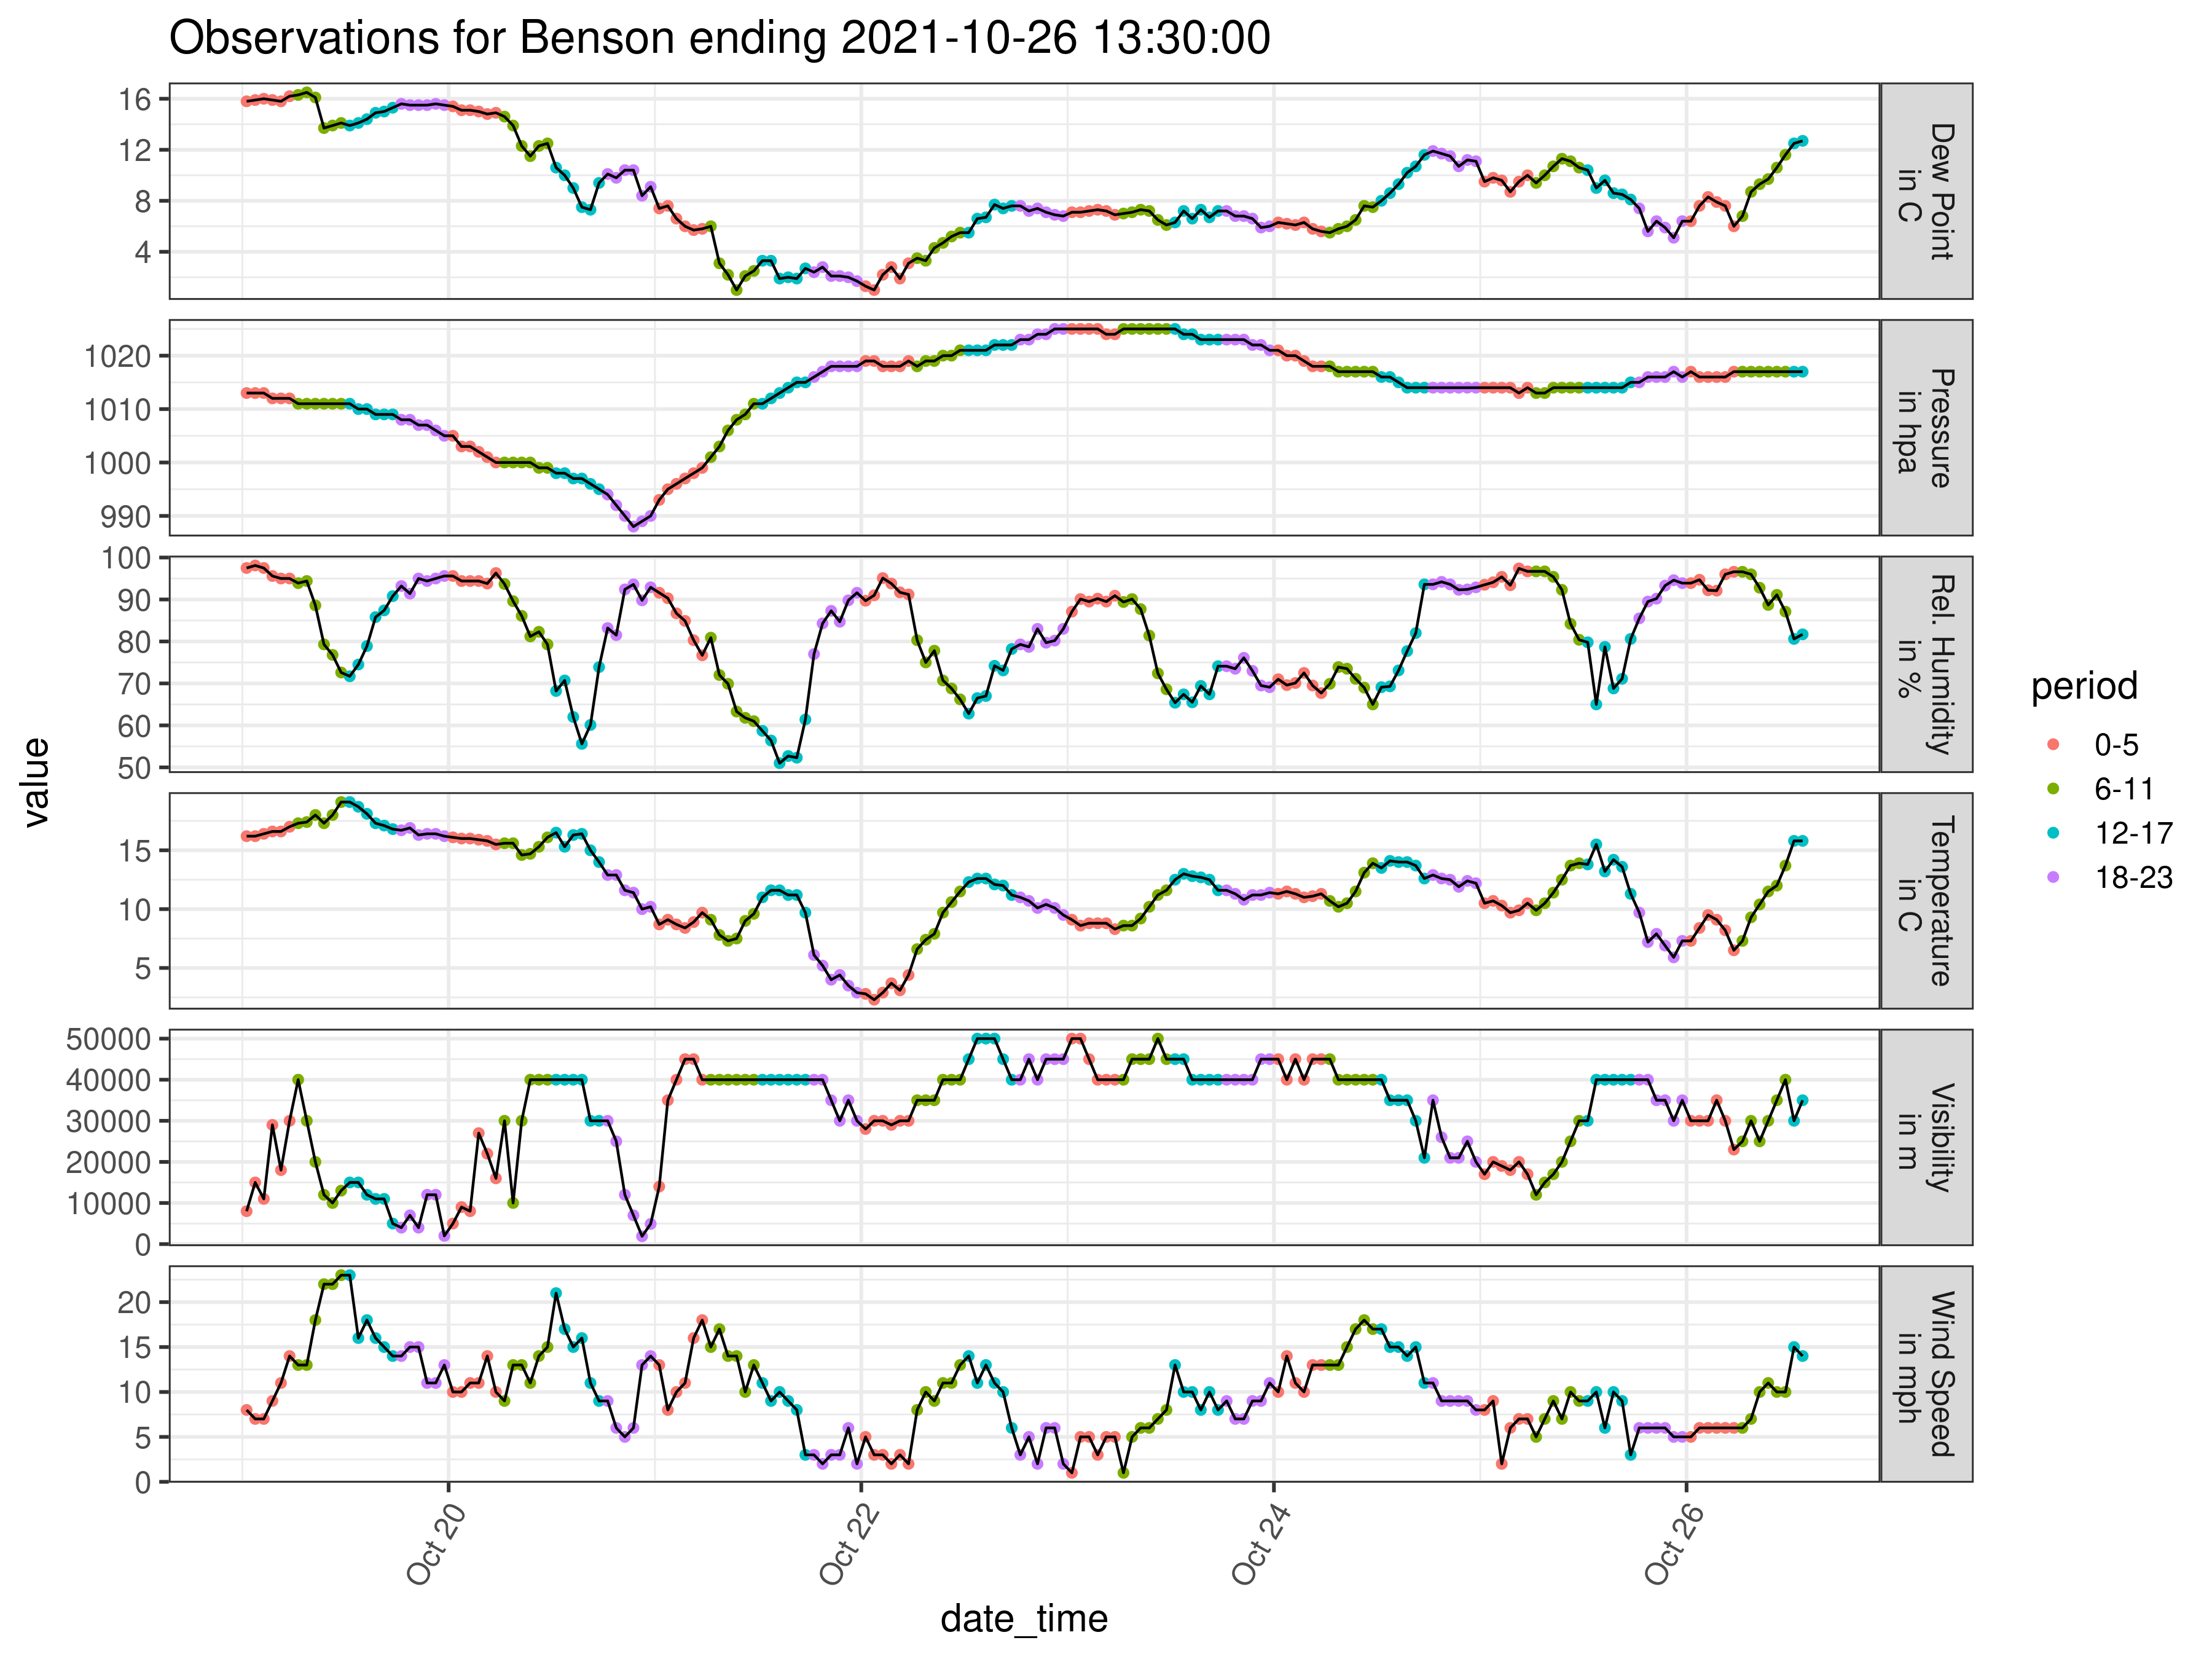 Observations for Benson ending 2021-10-26 13:30:00
value
16
12
8
4
Dew Point
in C
1020
1010
1000
990
Pressure
in hpa
100
90
80
70
60
50
Rel. Humidity
in %
15
10
5
Temperature
in C
50000
40000
30000
20000
10000
0
Visibility
in m
20
15
10
5
0
Wind Speed
in mph
Oct 20
Oct 22
Oct 24
Oct 26
date_time
period
0-5
6-11
12-17
18-23